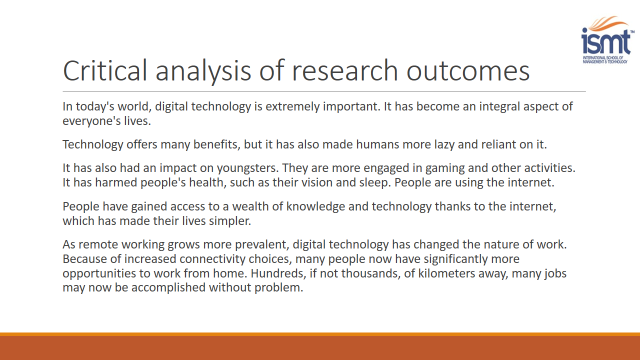 ismt
INTERNATIONAL SCHOOL OF
MANAGEMENT & TECHNOLOGY
Critical analysis of research outcomes
In today's world, digital technology is extremely important. It has become an integral aspect of
everyone's lives.
Technology offers many benefits, but it has also made humans more lazy and reliant on it.
It has also had an impact on youngsters. They are more engaged in gaming and other activities.
It has harmed people's health, such as their vision and sleep. People are using the internet.
People have gained access to a wealth of knowledge and technology thanks to the internet,
which has made their lives simpler.
As remote working grows more prevalent, digital technology has changed the nature of work.
Because of increased connectivity choices, many people now have significantly more
opportunities to work from home. Hundreds, if not thousands, of kilometers away, many jobs
may now be accomplished without problem.